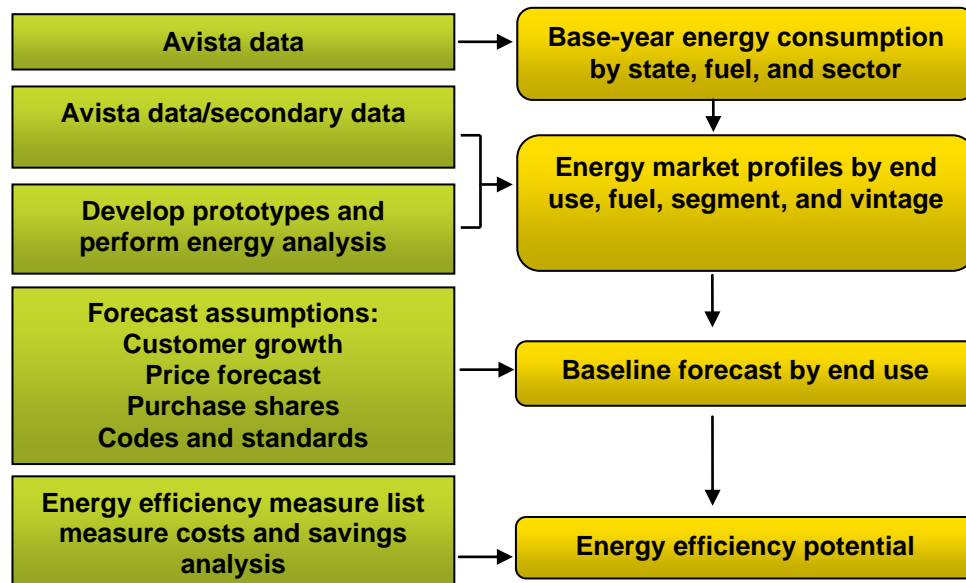 Avista data
Base-year energy consumption
by state, fuel, and sector
Avista data/secondary data
Develop prototypes and
perform energy analysis
Energy market profiles by end
use, fuel, segment, and vintage
Forecast assumptions:
Customer growth
Price forecast
Purchase shares
Codes and standards
Baseline forecast by end use
Energy efficiency measure list
measure costs and savings
analysis
Energy efficiency potential